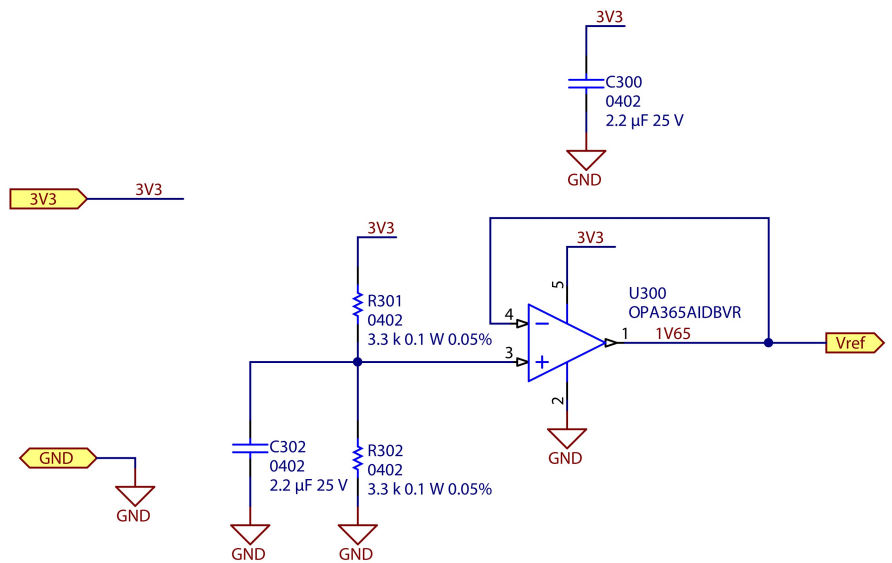 3V3
C300
0402
2.2 µF 25 V
GND
3V3
3V3
3V3
R301
0402
3.3 k 0.1 W 0.05%
3V3
5
4
3
2
1
U300
OPA365AIDBVR
1V65
Vref
GND
C302
0402
2.2 µF 25 V
GND
R302
0402
3.3 k 0.1 W 0.05%
GND
GND
GND